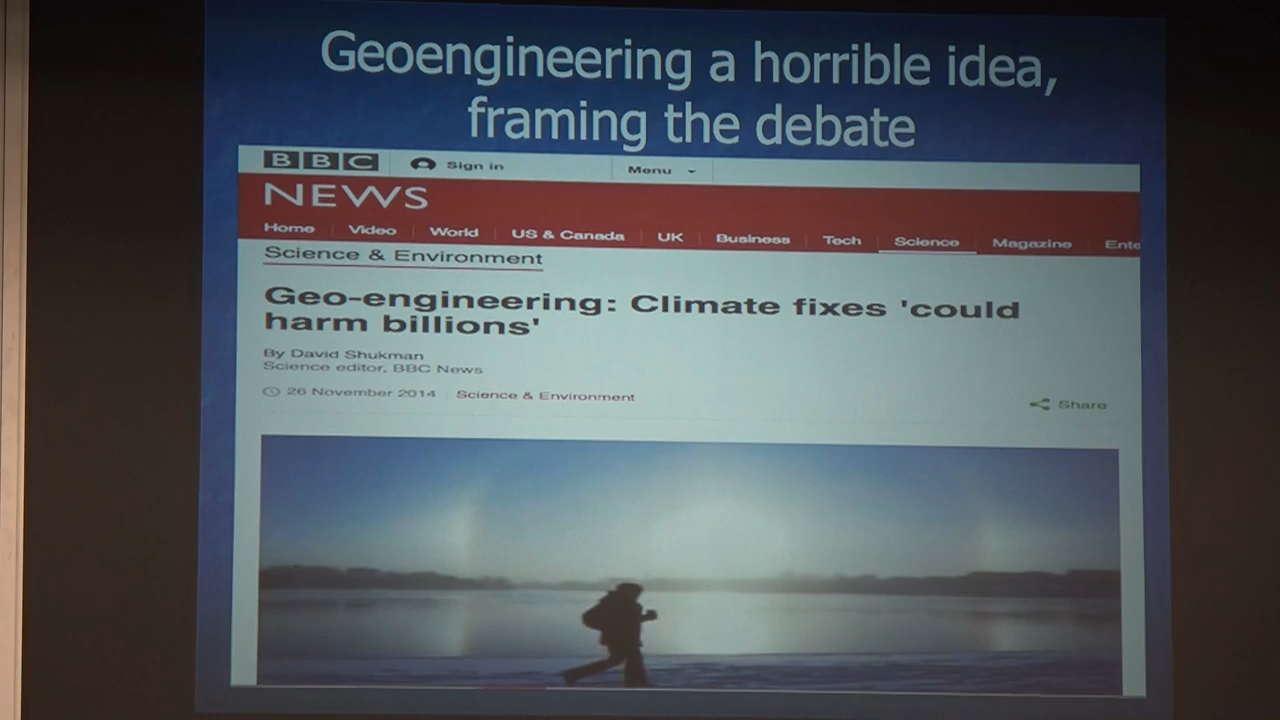 Geoengineering a horrible idea,
framing the debate
BBC Sign in Menu
NEWS
Home Video World US & Canada UK Business Tech Science Magazine Ente
Science & Environment
Geo-engineering: Climate fixes 'could
harm billions'
By David Shukman
Science editor, BBC News
26 November 2014 Science & Environment
Share